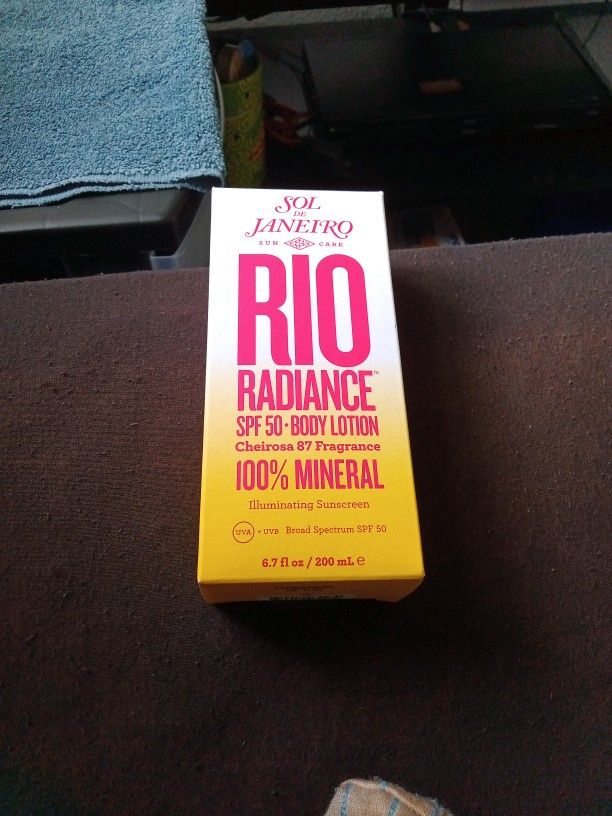 SOL
DE
JANEIRO
SUN CARE
RIO
RADIANCE™
SPF 50 · BODY LOTION
Cheirosa 87 Fragrance
100% MINERAL
Illuminating Sunscreen
UVA + UVB Broad Spectrum SPF 50
6.7 fl oz / 200 mL ℮